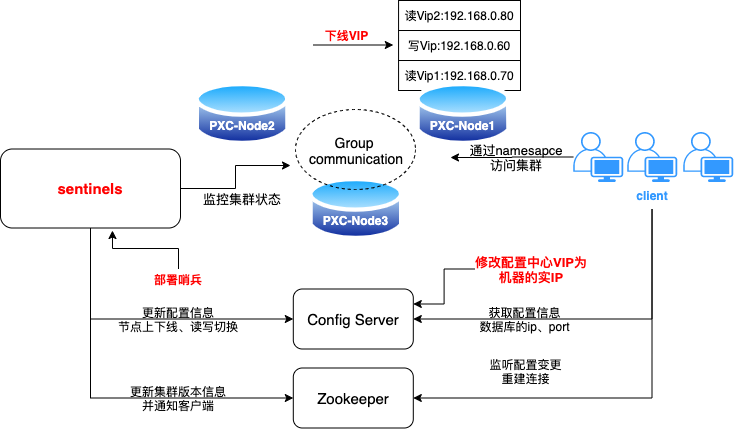 读Vip2:192.168.0.80
下线VIP
写Vip:192.168.0.60
读Vip1:192.168.0.70
PXC-Node2
PXC-Node1
Group
communication
通过namesapce
访问集群
sentinels
监控集群状态
PXC-Node3
client
部署哨兵
修改配置中心VIP为
机器的实IP
更新配置信息
节点上下线、读写切换
Config Server
获取配置信息
数据库的ip、port
监听配置变更
重建连接
更新集群版本信息
并通知客户端
Zookeeper